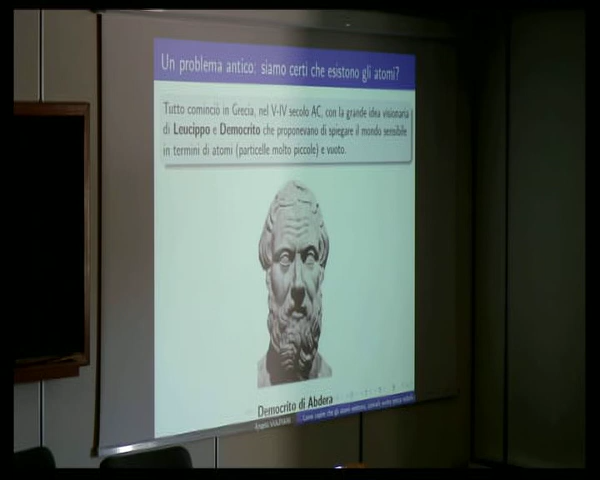 Un problema antico: siamo certi che esistono gli atomi?
Tutto cominciò in Grecia, nel V-IV secolo AC, con la grande idea visionaria
di Leucippo e Democrito che proponevano di spiegare il mondo sensibile
in termini di atomi (particelle molto piccole) e vuoto.
Democrito di Abdera